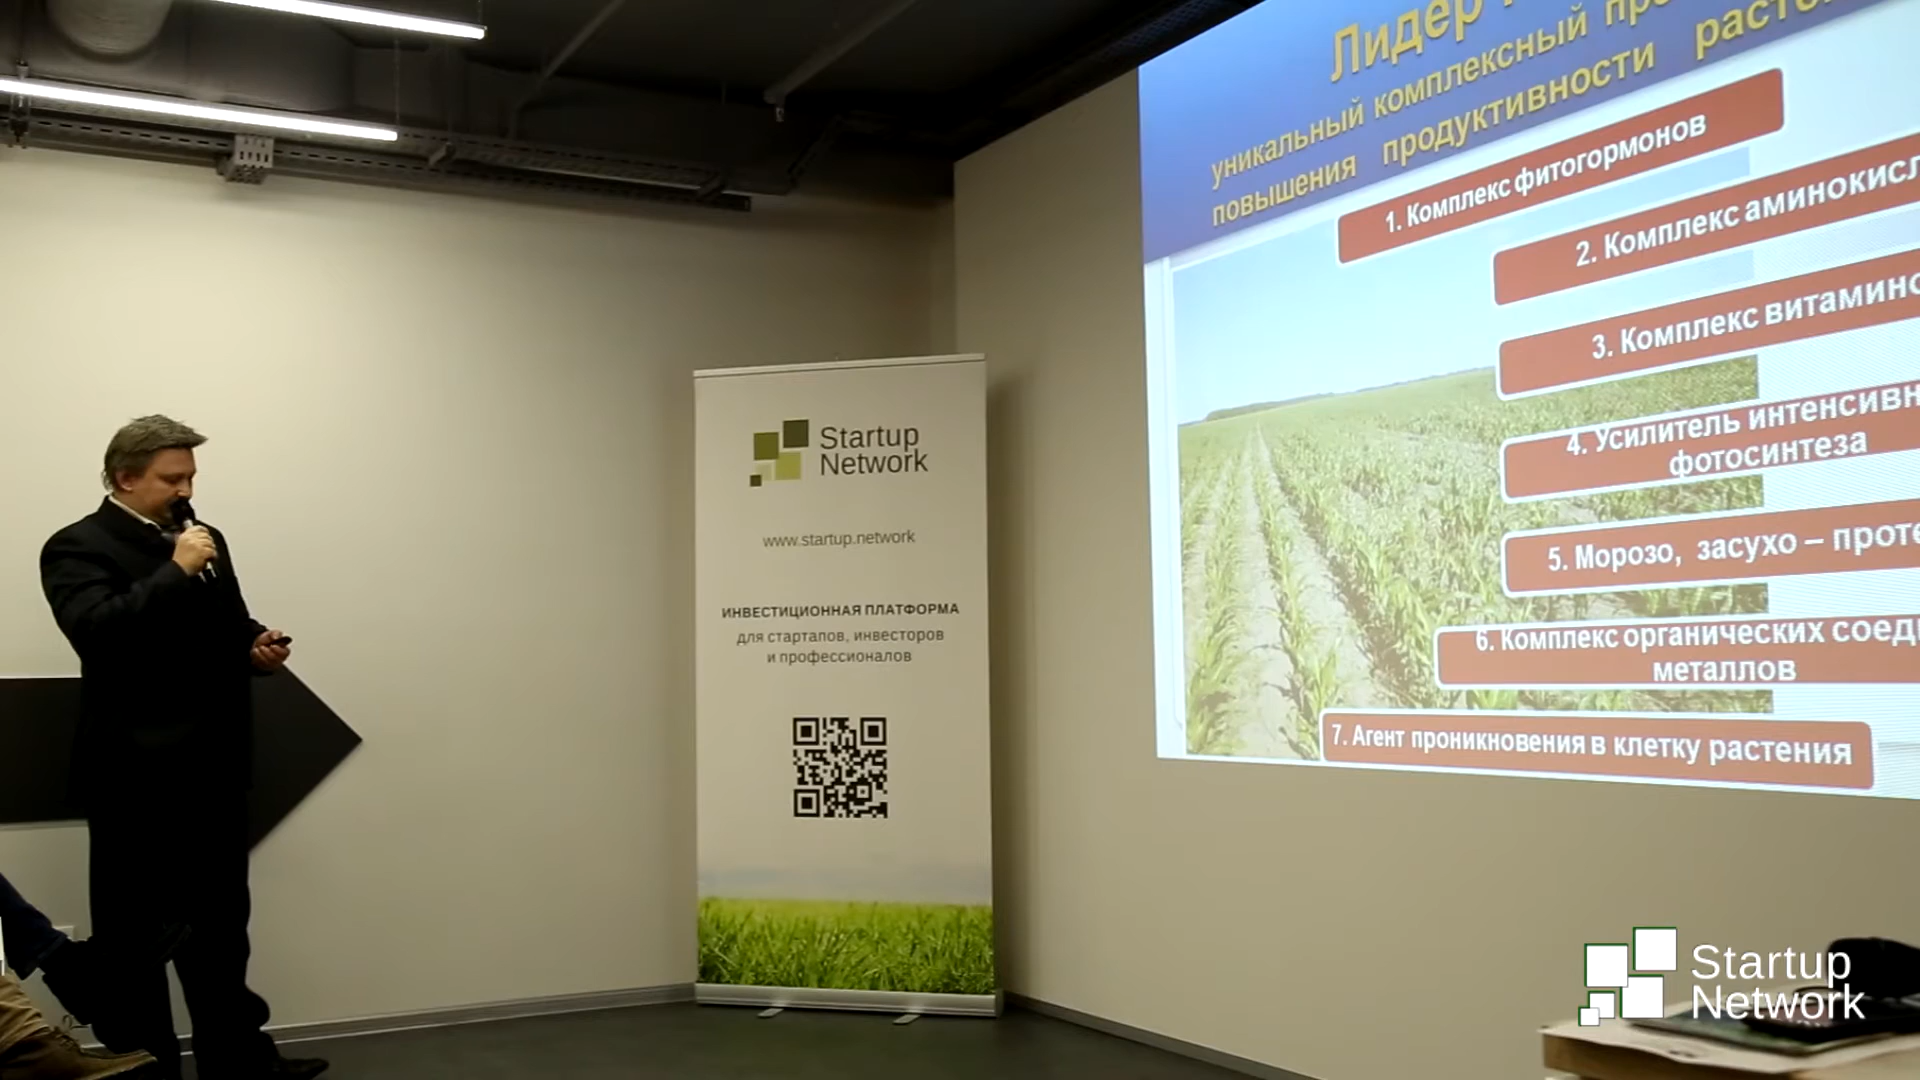 Startup
Network
www.startup.network
ИНВЕСТИЦИОННАЯ ПЛАТФОРМА
для стартапов, инвесторов
и профессионалов
Лидер
уникальный комплексный
повышения продуктивности
1. Комплекс фитогормонов
2. Комплекс
3. Комплекс
4. Усилитель
фотосинтеза
5. Морозо, засухо –
6. Комплекс органических
металлов
7. Агент проникновения в клетку растения
Startup
Network